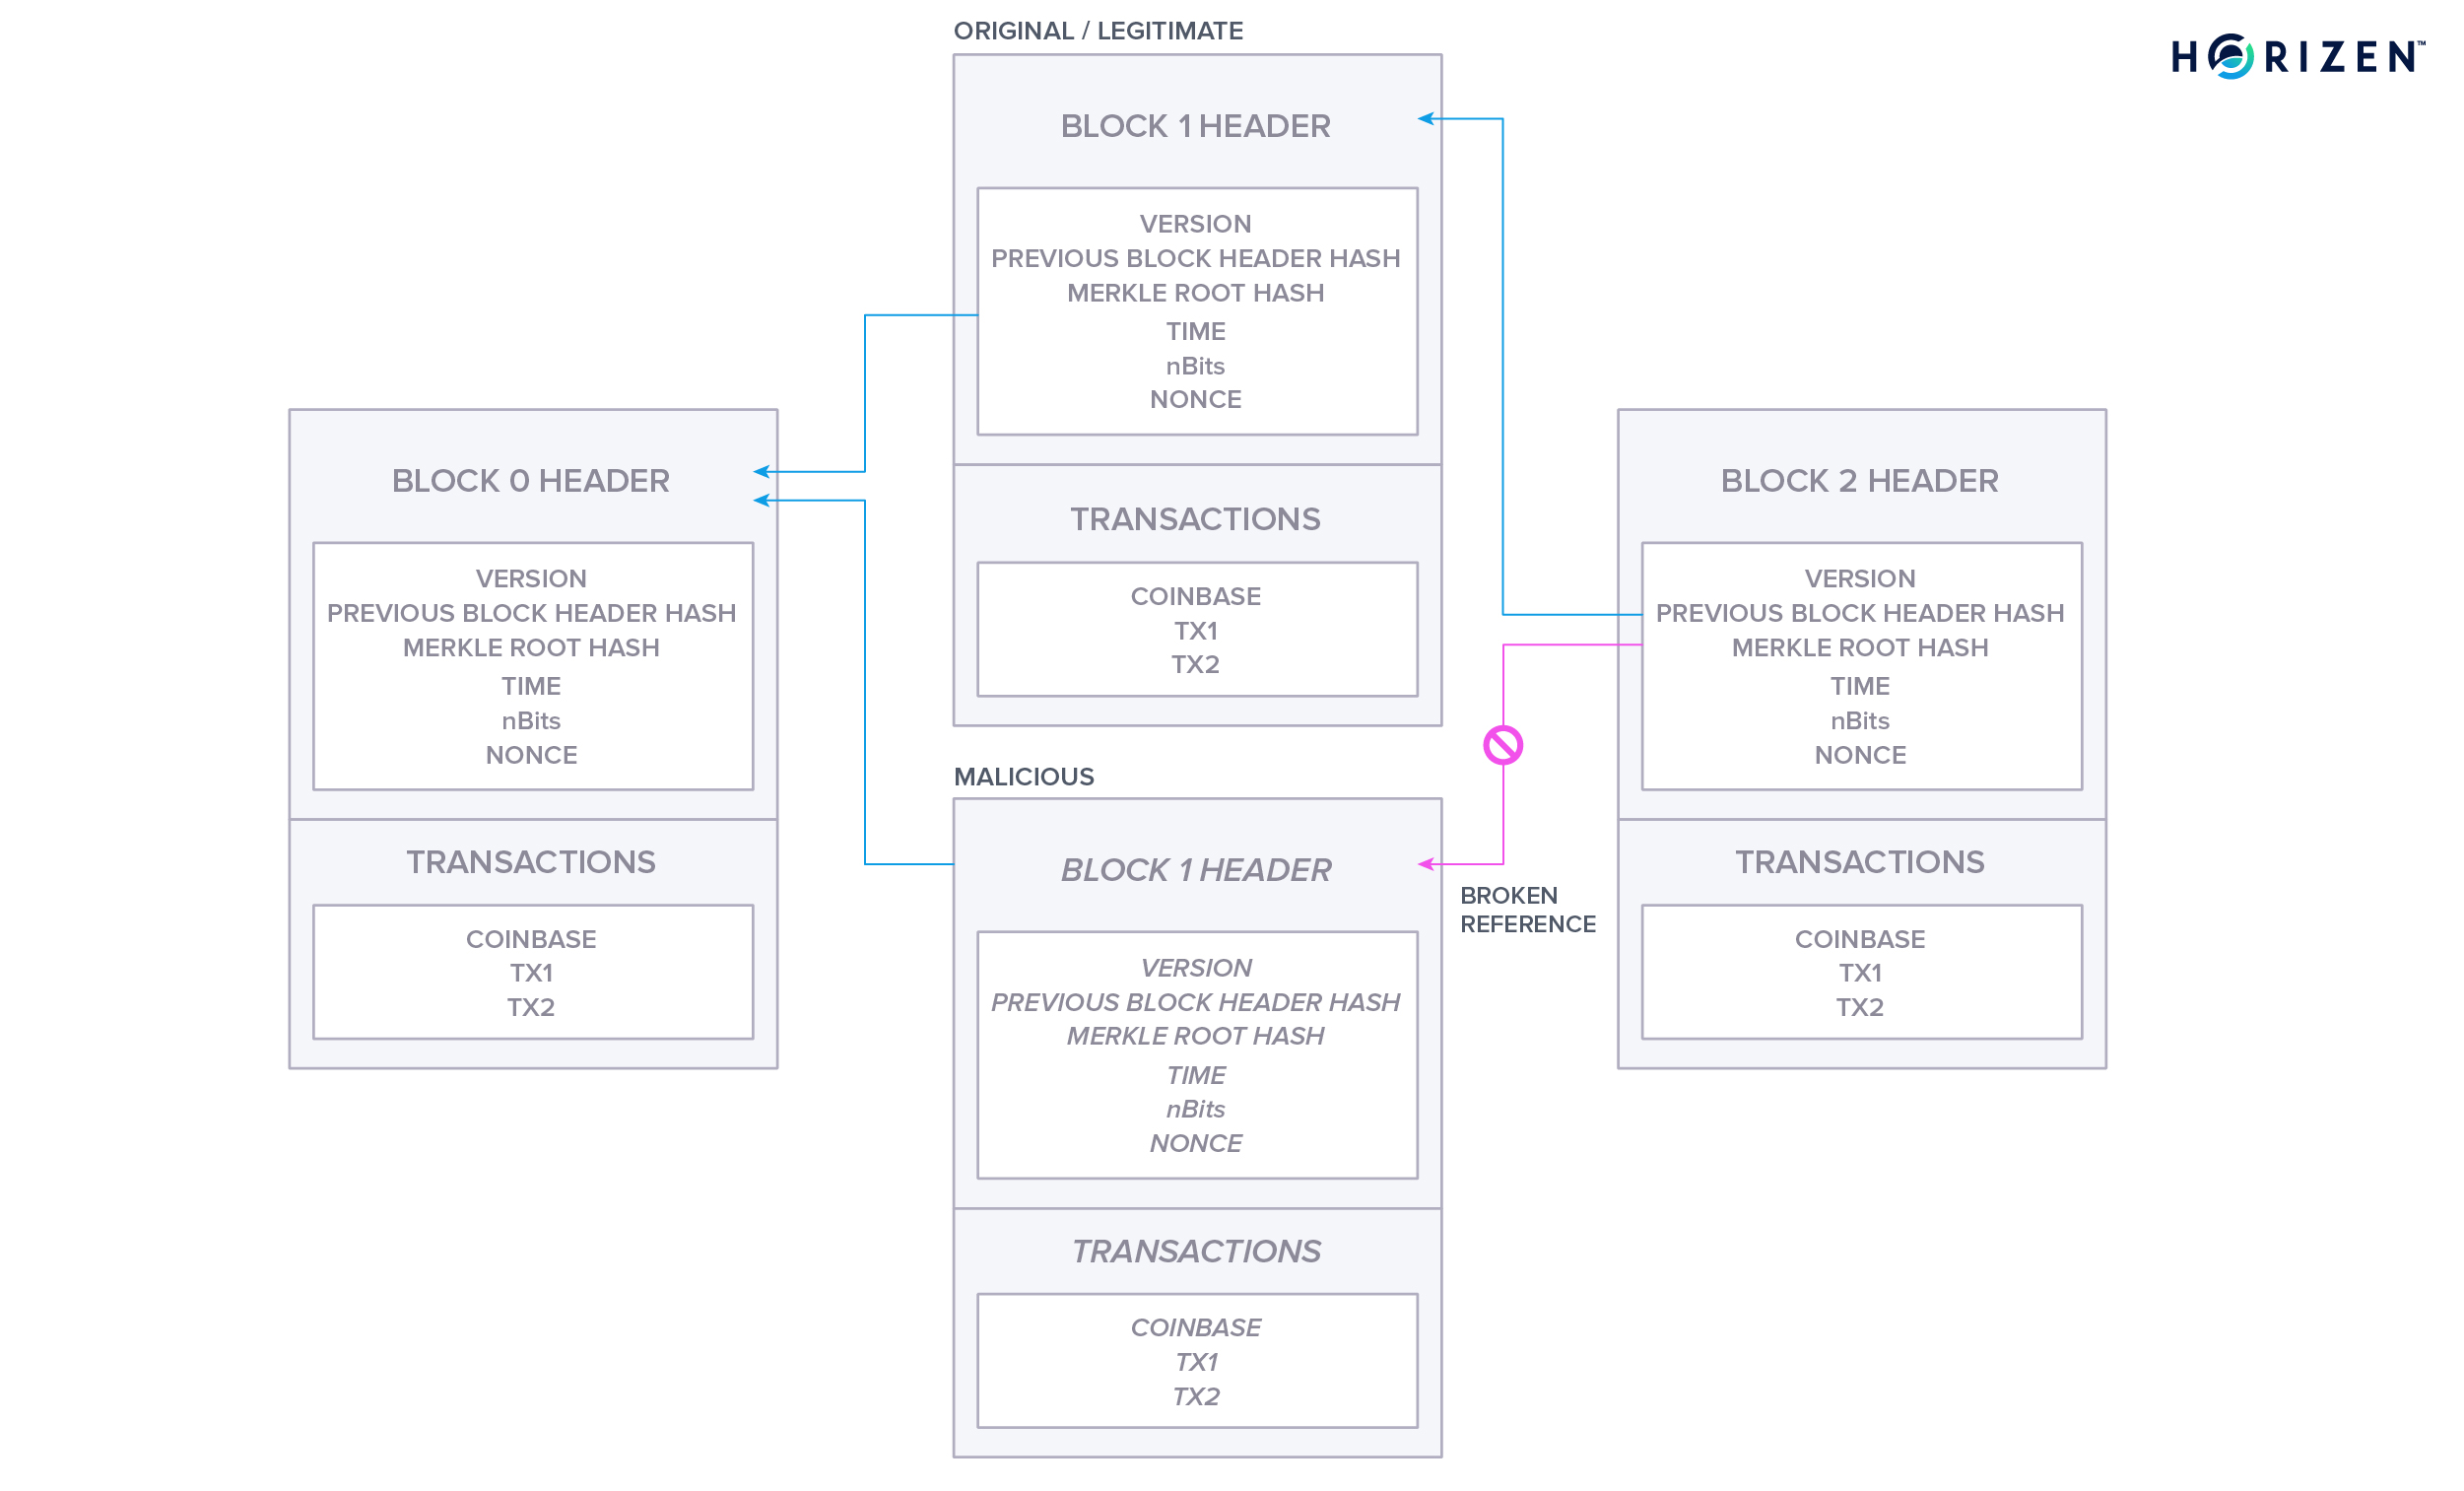 ORIGINAL / LEGITIMATE
HORIZEN™
BLOCK 1 HEADER
VERSION
PREVIOUS BLOCK HEADER HASH
MERKLE ROOT HASH
TIME
nBits
NONCE
TRANSACTIONS
COINBASE
TX1
TX2
BLOCK 0 HEADER
VERSION
PREVIOUS BLOCK HEADER HASH
MERKLE ROOT HASH
TIME
nBits
NONCE
TRANSACTIONS
COINBASE
TX1
TX2
MALICIOUS
BLOCK 1 HEADER
VERSION
PREVIOUS BLOCK HEADER HASH
MERKLE ROOT HASH
TIME
nBits
NONCE
TRANSACTIONS
COINBASE
TX1
TX2
BROKEN
REFERENCE
BLOCK 2 HEADER
VERSION
PREVIOUS BLOCK HEADER HASH
MERKLE ROOT HASH
TIME
nBits
NONCE
TRANSACTIONS
COINBASE
TX1
TX2